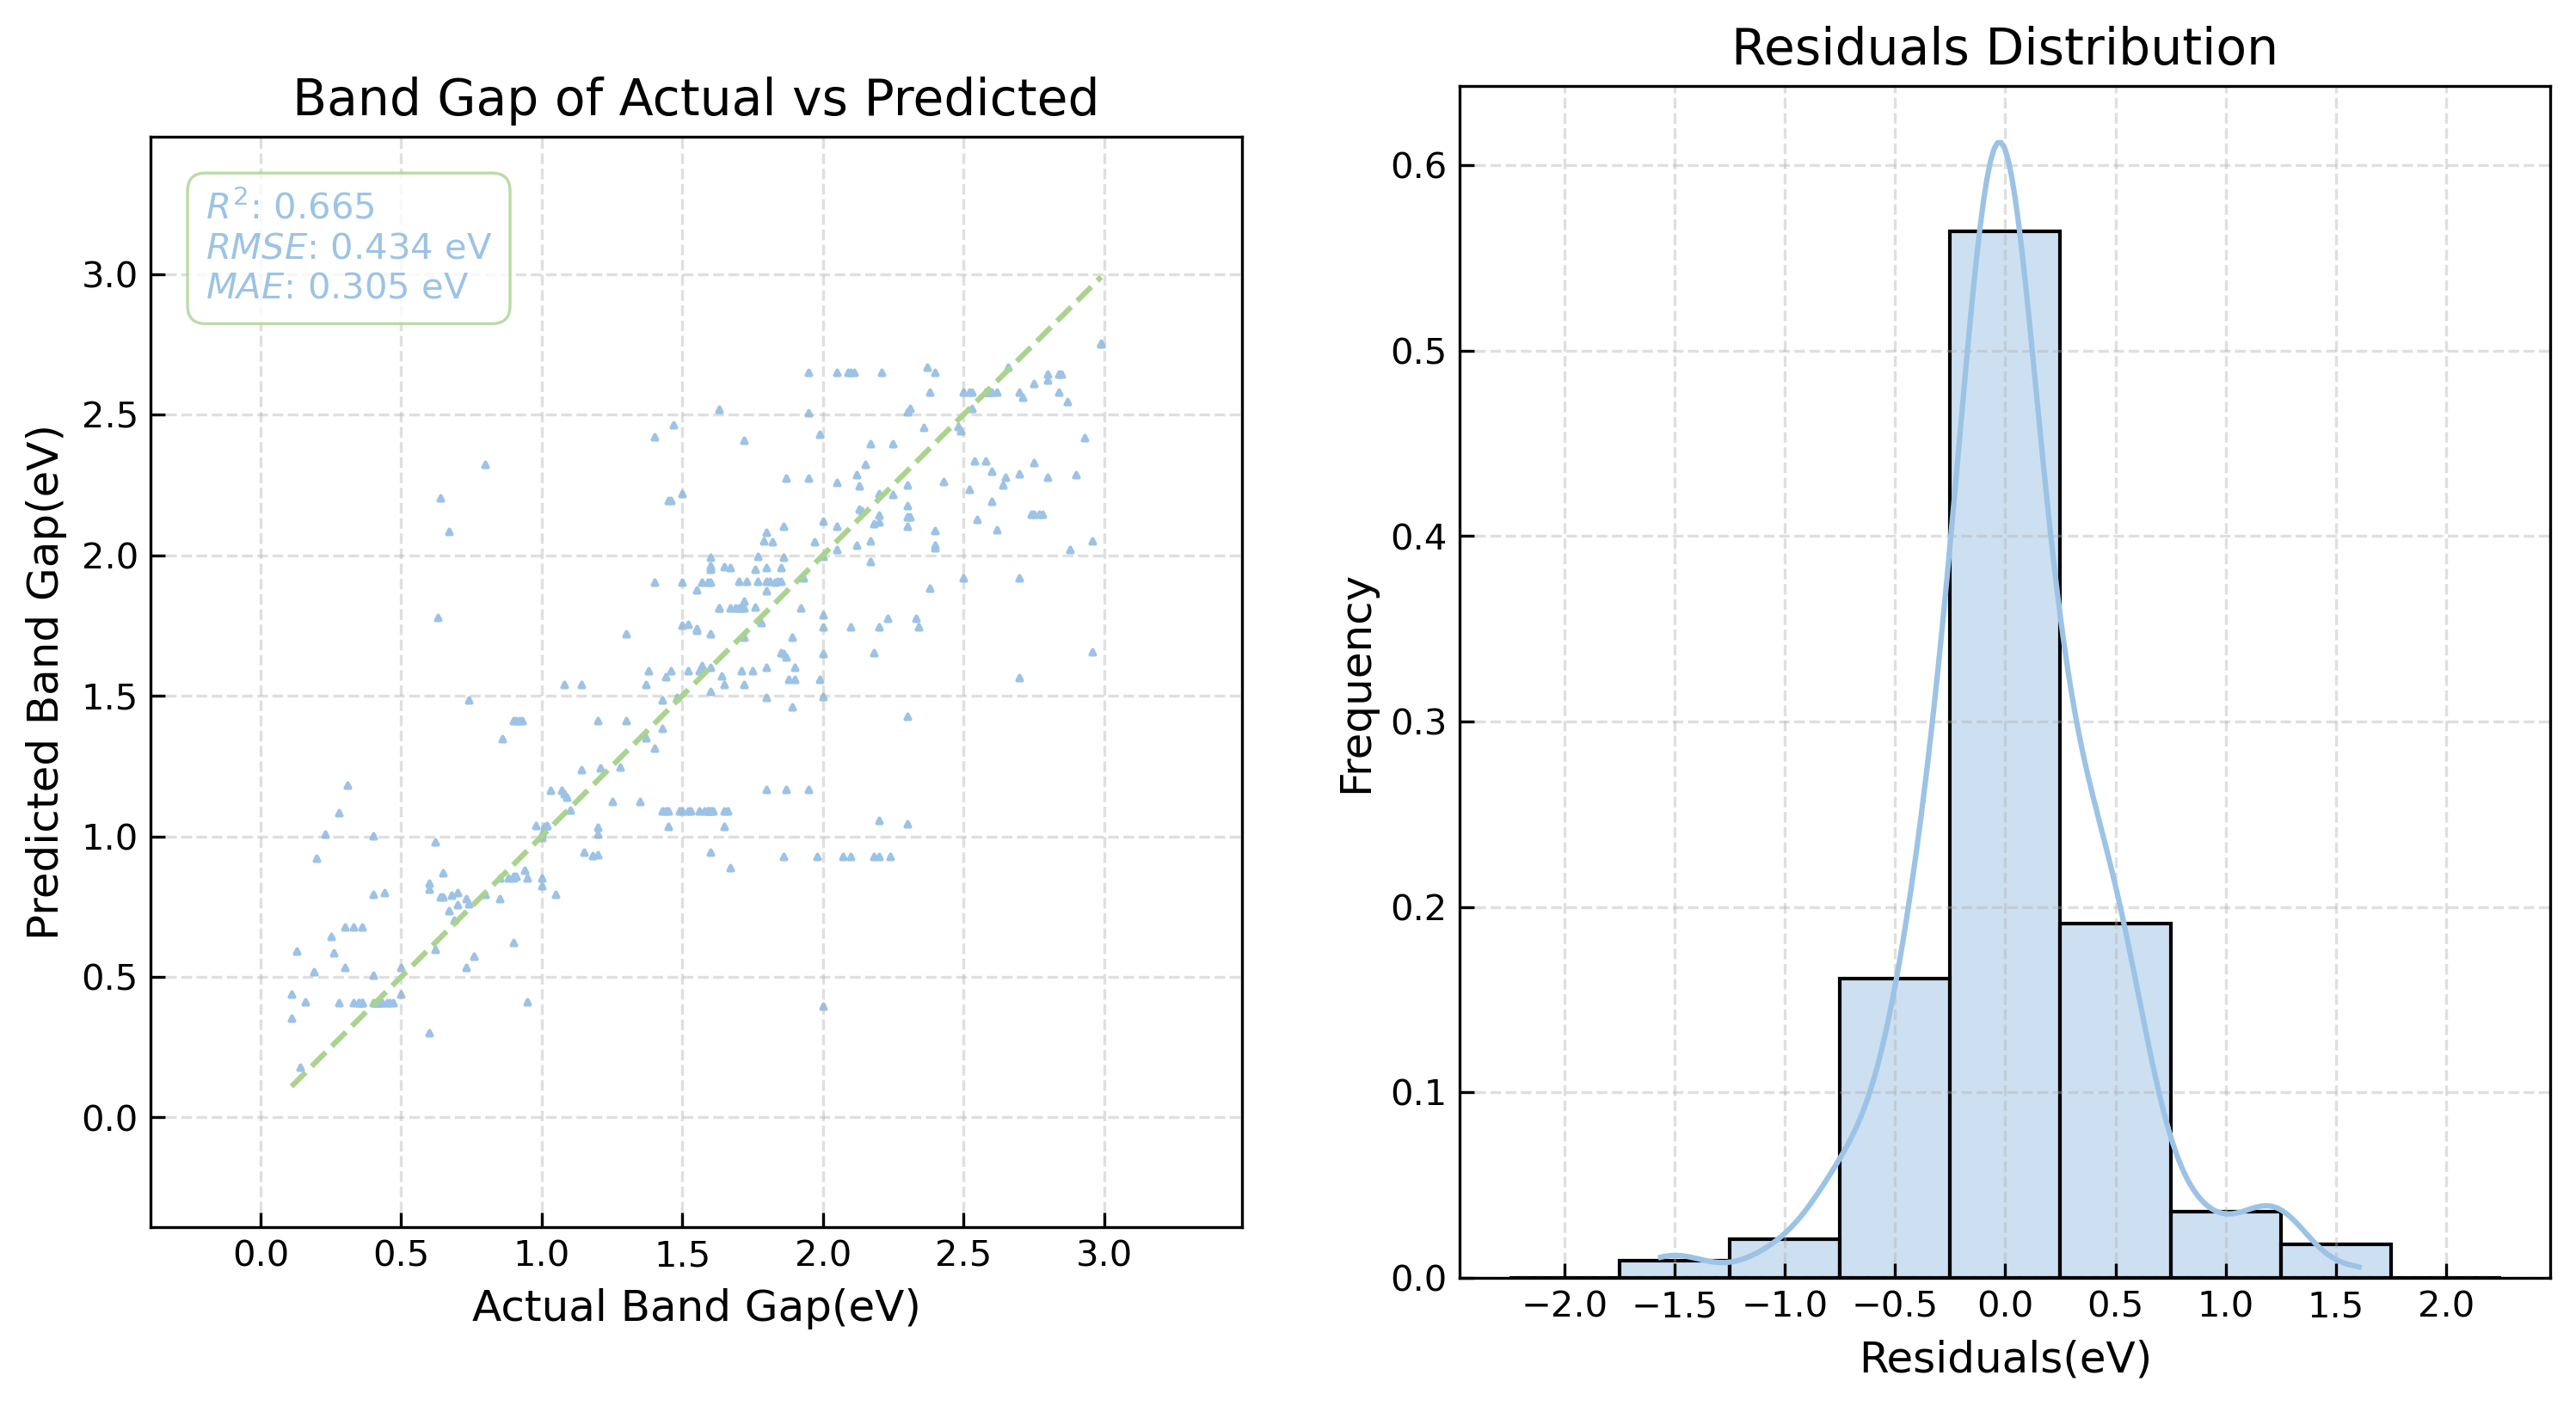 Band Gap of Actual vs Predicted
R²: 0.665
RMSE: 0.434 eV
MAE: 0.305 eV
Predicted Band Gap(eV)
3.0
2.5
2.0
1.5
1.0
0.5
0.0
0.0 0.5 1.0 1.5 2.0 2.5 3.0
Actual Band Gap(eV)
Residuals Distribution
Frequency
0.6
0.5
0.4
0.3
0.2
0.1
0.0
−2.0 −1.5 −1.0 −0.5 0.0 0.5 1.0 1.5 2.0
Residuals(eV)